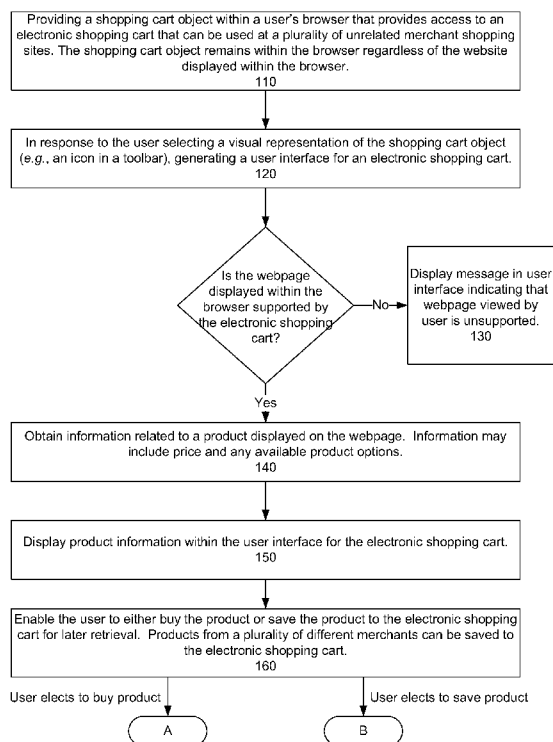 Providing a shopping cart object within a user's browser that provides access to an
electronic shopping cart that can be used at a plurality of unrelated merchant shopping
sites. The shopping cart object remains within the browser regardless of the website
displayed within the browser.
110
In response to the user selecting a visual representation of the shopping cart object
(e.g., an icon in a toolbar), generating a user interface for an electronic shopping cart.
120
Is the webpage
displayed within the
browser supported by
the electronic shopping
cart?
No
Display message in user
interface indicating that
webpage viewed by
user is unsupported.
130
Yes
Obtain information related to a product displayed on the webpage. Information may
include price and any available product options.
140
Display product information within the user interface for the electronic shopping cart.
150
Enable the user to either buy the product or save the product to the electronic shopping
cart for later retrieval. Products from a plurality of different merchants can be saved to
the electronic shopping cart.
160
User elects to buy product
User elects to save product
A
B